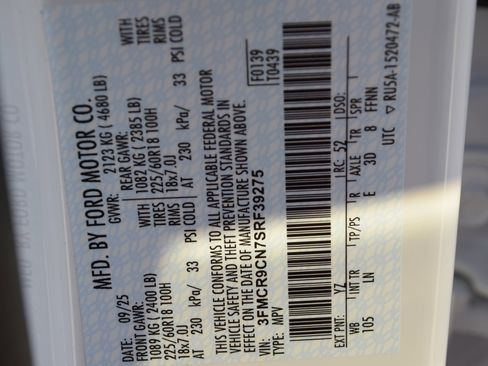 MFD. BY FORD MOTOR CO.
DATE: 09/25 GVWR: 2123 KG ( 4680 LB)
FRONT GAWR: REAR GAWR:
1089 KG ( 2400 LB) WITH 1082 KG ( 2385 LB) WITH
225/60R18 100H TIRES 225/60R18 100H TIRES
18x7.0J RIMS 18x7.0J RIMS
AT 230 kPa/ 33 PSI COLD AT 230 kPa/ 33 PSI COLD
THIS VEHICLE CONFORMS TO ALL APPLICABLE FEDERAL MOTOR
VEHICLE SAFETY AND THEFT PREVENTION STANDARDS IN
EFFECT ON THE DATE OF MANUFACTURE SHOWN ABOVE.
VIN: 3FMCR9CN7SRF39275 F0139
TYPE: MPV T0439
EXT PNT: YZ RC: 52 DSO:
WB INT TR TP/PS R AXLE TR SPR
105 LN E 3D 8 FFNN
UTC ▽ RUSA-1520472-AB